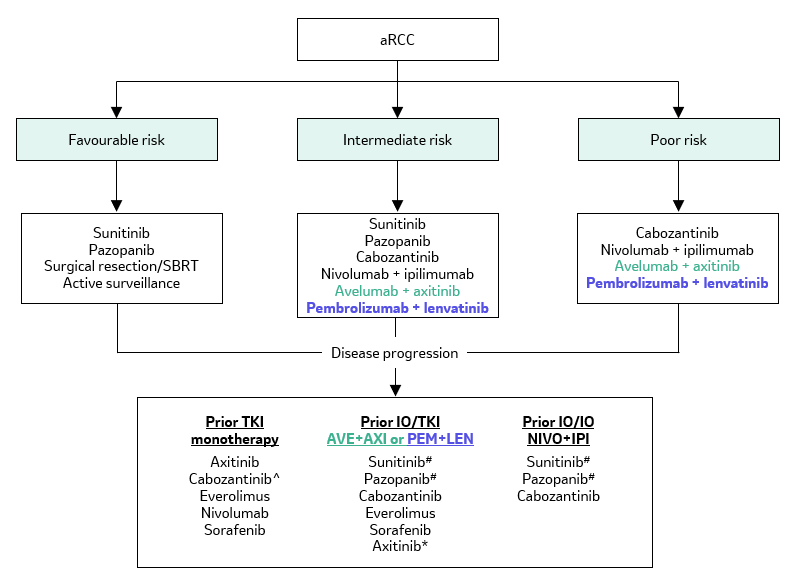 aRCC
Favourable risk
Intermediate risk
Poor risk
Sunitinib
Pazopanib
Surgical resection/SBRT
Active surveillance
Sunitinib
Pazopanib
Cabozantinib
Nivolumab + ipilimumab
Avelumab + axitinib
Pembrolizumab + lenvatinib
Cabozantinib
Nivolumab + ipilimumab
Avelumab + axitinib
Pembrolizumab + lenvatinib
Disease progression
Prior TKI
monotherapy
Axitinib
Cabozantinib^
Everolimus
Nivolumab
Sorafenib
Prior IO/TKI
AVE+AXI or PEM+LEN
Sunitinib#
Pazopanib#
Cabozantinib
Everolimus
Sorafenib
Axitinib*
Prior IO/IO
NIVO+IPI
Sunitinib#
Pazopanib#
Cabozantinib